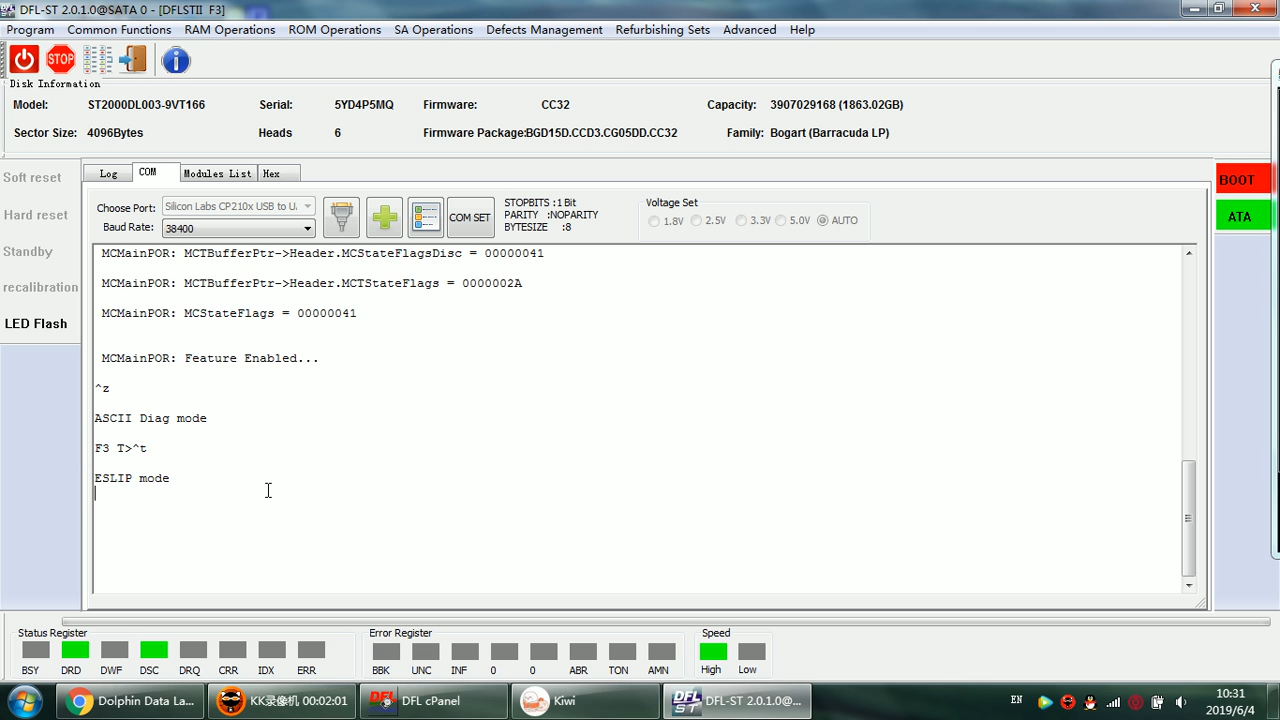 DFL-ST 2.0.1.0@SATA 0 - [DFLSTII F3]
Program Common Functions RAM Operations ROM Operations SA Operations Defects Management Refurbishing Sets Advanced Help
STOP
Disk Information
Model: ST2000DL003-9VT166 Serial: 5YD4P5MQ Firmware: CC32 Capacity: 3907029168 (1863.02GB)
Sector Size: 4096Bytes Heads 6 Firmware Package:BGD15D.CCD3.CG05DD.CC32 Family: Bogart (Barracuda LP)
Soft reset
Hard reset
Standby
recalibration
LED Flash
Log COM Modules List Hex
Choose Port: Silicon Labs CP210x USB to U
Baud Rate: 38400
COM SET
STOPBITS :1 Bit
PARITY :NOPARITY
BYTESIZE :8
Voltage Set
1.8V 2.5V 3.3V 5.0V AUTO
BOOT
ATA
MCMainPOR: MCTBufferPtr->Header.MCStateFlagsDisc = 00000041
MCMainPOR: MCTBufferPtr->Header.MCTStateFlags = 0000002A
MCMainPOR: MCStateFlags = 00000041
MCMainPOR: Feature Enabled...
^z
ASCII Diag mode
F3 T>^t
ESLIP mode
Status Register
BSY DRD DWF DSC DRQ CRR IDX ERR
Error Register
BBK UNC INF 0 0 ABR TON AMN
Speed
High Low
Dolphin Data La... KK录像机 00:02:01 DFL cPanel Kiwi DFL-ST 2.0.1.0@...
EN
10:31
2019/6/4